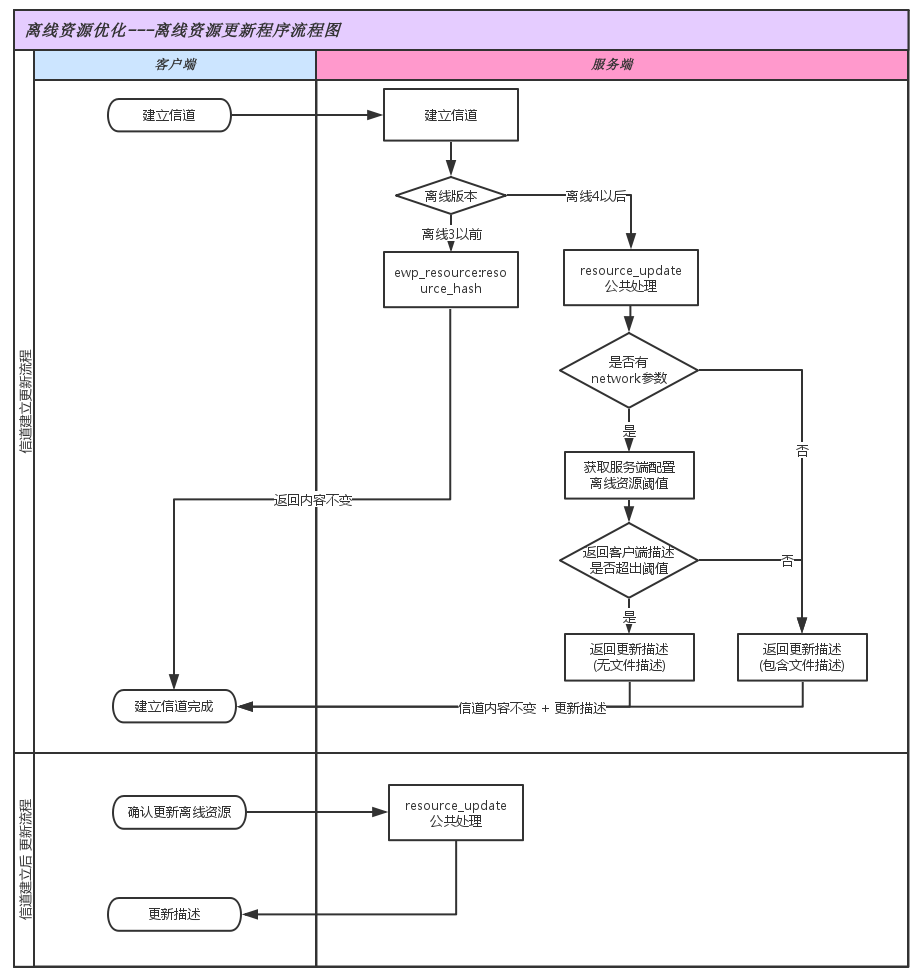 离线资源优化---离线资源更新程序流程图
客户端
服务端
信道建立更新流程
建立信道
建立信道
离线版本
离线4以后
离线3以前
ewp_resource:reso
urce_hash
resource_update
公共处理
是否有
network参数
否
是
获取服务端配置
离线资源阈值
返回内容不变
返回客户端描述
是否超出阈值
否
是
返回更新描述
(无文件描述)
返回更新描述
(包含文件描述)
建立信道完成
信道内容不变 + 更新描述
信道建立后 更新流程
确认更新离线资源
resource_update
公共处理
更新描述